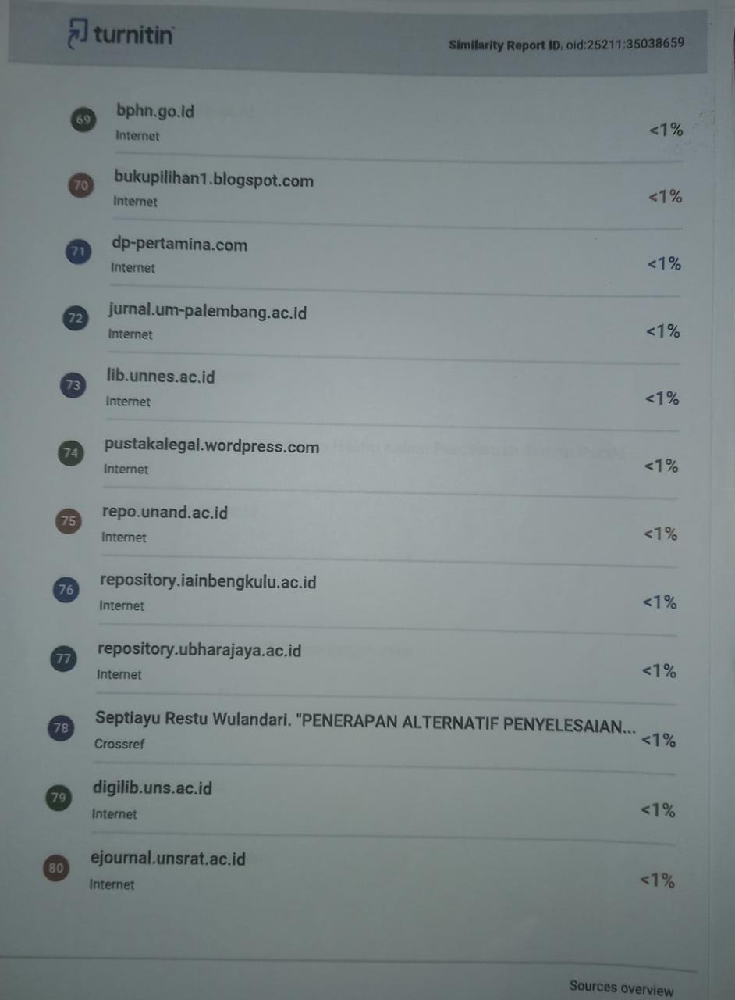 turnitin
Similarity Report ID: oid:25211:35038659
69
bphn.go.id
Internet
<1%
70
bukupilihan1.blogspot.com
Internet
<1%
71
dp-pertamina.com
Internet
<1%
72
jurnal.um-palembang.ac.id
Internet
<1%
73
lib.unnes.ac.id
Internet
<1%
74
pustakalegal.wordpress.com
Internet
<1%
75
repo.unand.ac.id
Internet
<1%
76
repository.iainbengkulu.ac.id
Internet
<1%
77
repository.ubharajaya.ac.id
Internet
<1%
78
Septiayu Restu Wulandari. "PENERAPAN ALTERNATIF PENYELESAIAN...
Crossref
<1%
79
digilib.uns.ac.id
Internet
<1%
80
ejournal.unsrat.ac.id
Internet
<1%
Sources overview